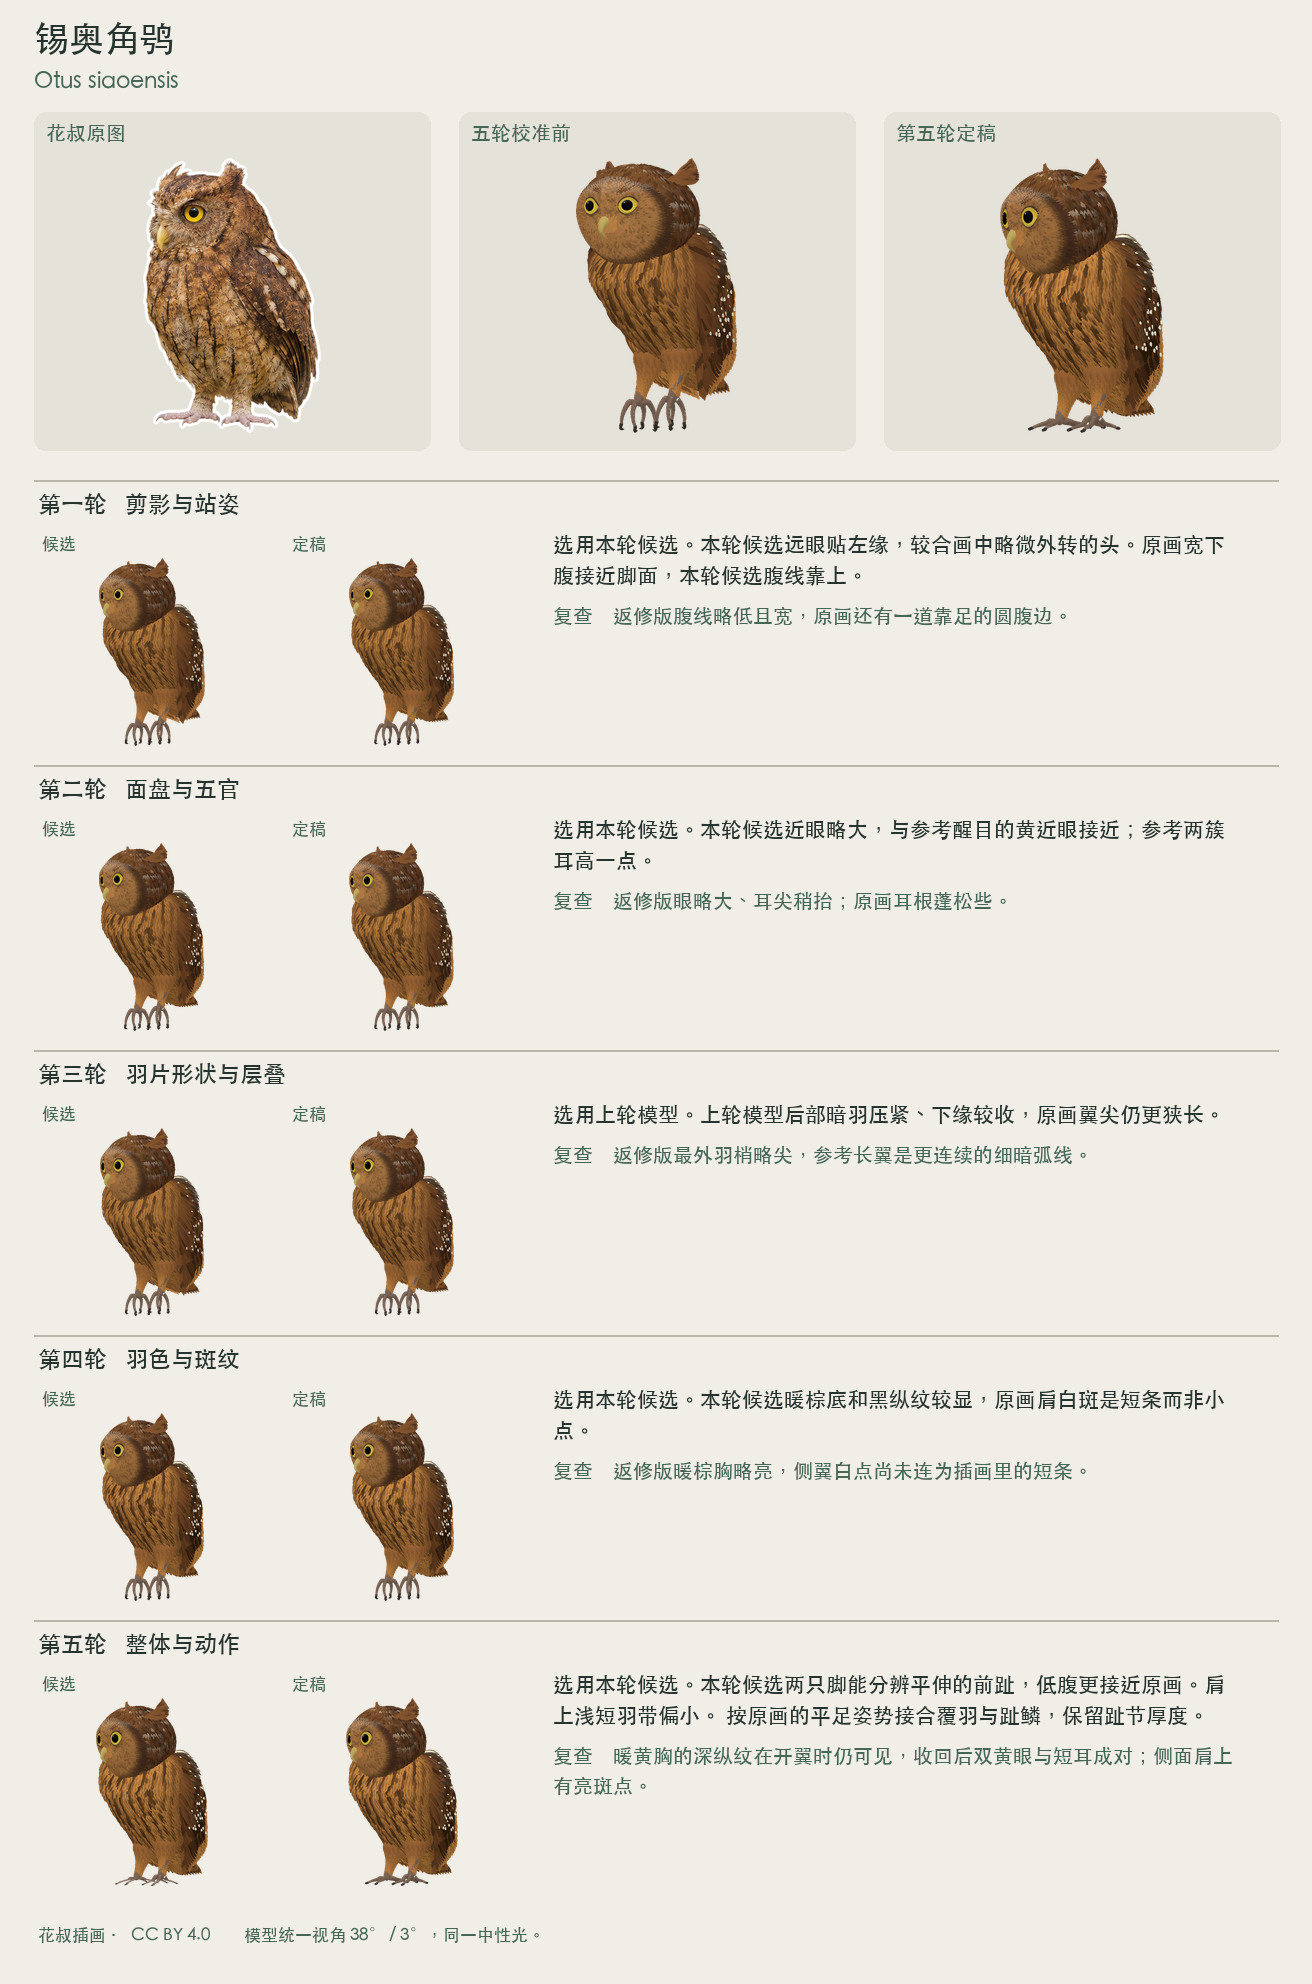 锡奥角鸮
Otus siaoensis
花叔原图
五轮校准前
第五轮定稿
第一轮 剪影与站姿
候选
定稿
选用本轮候选。本轮候选远眼贴左缘，较合画中略微外转的头。原画宽下
腹接近脚面，本轮候选腹线靠上。
复查 返修版腹线略低且宽，原画还有一道靠足的圆腹边。
第二轮 面盘与五官
候选
定稿
选用本轮候选。本轮候选近眼略大，与参考醒目的黄近眼接近；参考两簇
耳高一点。
复查 返修版眼略大、耳尖稍抬；原画耳根蓬松些。
第三轮 羽片形状与层叠
候选
定稿
选用上轮模型。上轮模型后部暗羽压紧、下缘较收，原画翼尖仍更狭长。
复查 返修版最外羽梢略尖，参考长翼是更连续的细暗弧线。
第四轮 羽色与斑纹
候选
定稿
选用本轮候选。本轮候选暖棕底和黑纵纹较显，原画肩白斑是短条而非小
点。
复查 返修版暖棕胸略亮，侧翼白点尚未连为插画里的短条。
第五轮 整体与动作
候选
定稿
选用本轮候选。本轮候选两只脚能分辨平伸的前趾，低腹更接近原画。肩
上浅短羽带偏小。 按原画的平足姿势接合覆羽与趾鳞，保留趾节厚度。
复查 暖黄胸的深纵纹在开翼时仍可见，收回后双黄眼与短耳成对；侧面肩上
有亮斑点。
花叔插画 · CC BY 4.0 模型统一视角 38° / 3°，同一中性光。